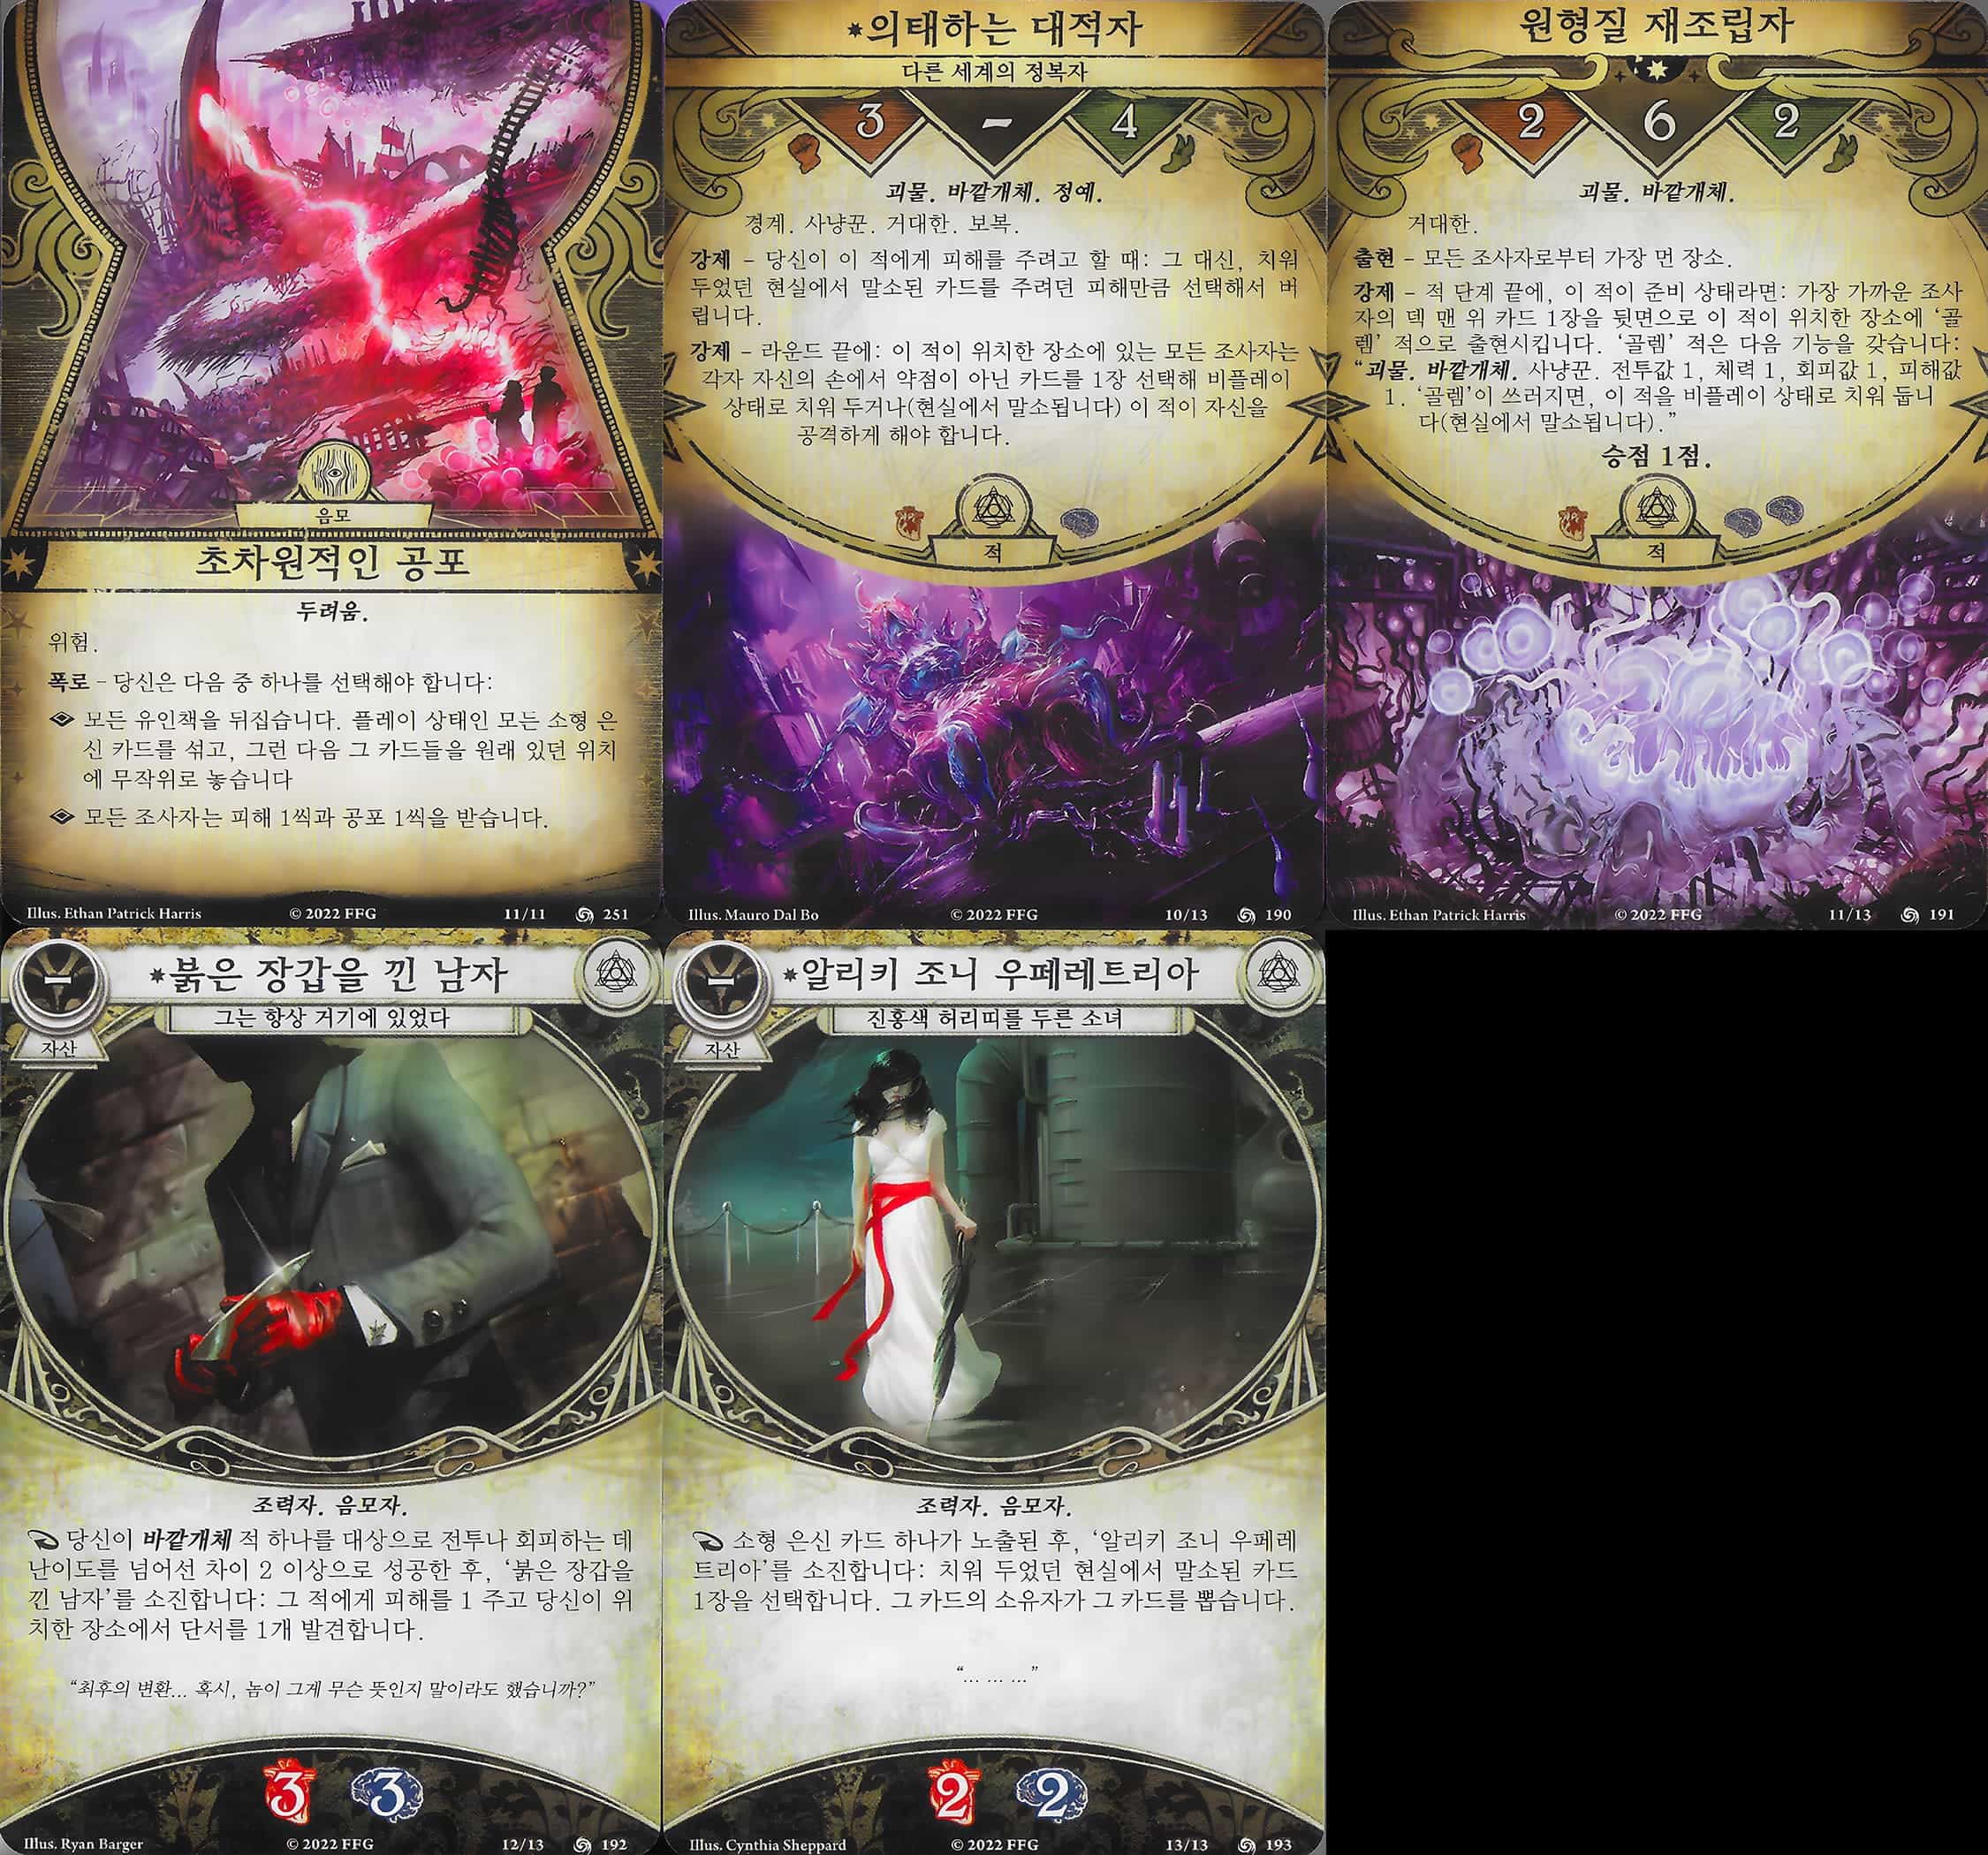 음모
초차원적인 공포
두려움.
위험.
폭로 – 당신은 다음 중 하나를 선택해야 합니다:
모든 유인책을 뒤집습니다. 플레이 상태인 모든 소형 은
신 카드를 섞고, 그런 다음 그 카드들을 원래 있던 위치
에 무작위로 놓습니다
모든 조사자는 피해 1씩과 공포 1씩을 받습니다.
Illus. Ethan Patrick Harris © 2022 FFG 11/11 251
*의태하는 대적자
다른 세계의 정복자
3 – 4
괴물. 바깥개체. 정예.
경계. 사냥꾼. 거대한. 보복.
강제 – 당신이 이 적에게 피해를 주려고 할 때: 그 대신, 치워
두었던 현실에서 말소된 카드를 주려던 피해만큼 선택해서 버
립니다.
강제 – 라운드 끝에: 이 적이 위치한 장소에 있는 모든 조사자는
각자 자신의 손에서 약점이 아닌 카드를 1장 선택해 비플레이
상태로 치워 두거나(현실에서 말소됩니다) 이 적이 자신을
공격하게 해야 합니다.
적
Illus. Mauro Dal Bo © 2022 FFG 10/13 190
원형질 재조립자
2 6 2
괴물. 바깥개체.
거대한.
출현 – 모든 조사자로부터 가장 먼 장소.
강제 – 적 단계 끝에, 이 적이 준비 상태라면: 가장 가까운 조사
자의 덱 맨 위 카드 1장을 뒷면으로 이 적이 위치한 장소에 ‘골
렘’ 적으로 출현시킵니다. ‘골렘’ 적은 다음 기능을 갖습니다:
“괴물. 바깥개체. 사냥꾼. 전투값 1, 체력 1, 회피값 1, 피해값
1. ‘골렘’이 쓰러지면, 이 적을 비플레이 상태로 치워 둡니
다(현실에서 말소됩니다).”
승점 1점.
적
Illus. Ethan Patrick Harris © 2022 FFG 11/13 191
–
*붉은 장갑을 낀 남자
그는 항상 거기에 있었다
자산
조력자. 음모자.
당신이 바깥개체 적 하나를 대상으로 전투나 회피하는 데
난이도를 넘어선 차이 2 이상으로 성공한 후, ‘붉은 장갑을
낀 남자’를 소진합니다: 그 적에게 피해를 1 주고 당신이 위
치한 장소에서 단서를 1개 발견합니다.
“최후의 변환... 혹시, 놈이 그게 무슨 뜻인지 말이라도 했습니까?”
3 3
Illus. Ryan Barger © 2022 FFG 12/13 192
–
*알리키 조니 우페레트리아
진홍색 허리띠를 두른 소녀
자산
조력자. 음모자.
소형 은신 카드 하나가 노출된 후, ‘알리키 조니 우페레
트리아’를 소진합니다: 치워 두었던 현실에서 말소된 카드
1장을 선택합니다. 그 카드의 소유자가 그 카드를 뽑습니다.
“... ... ...”
2 2
Illus. Cynthia Sheppard © 2022 FFG 13/13 193